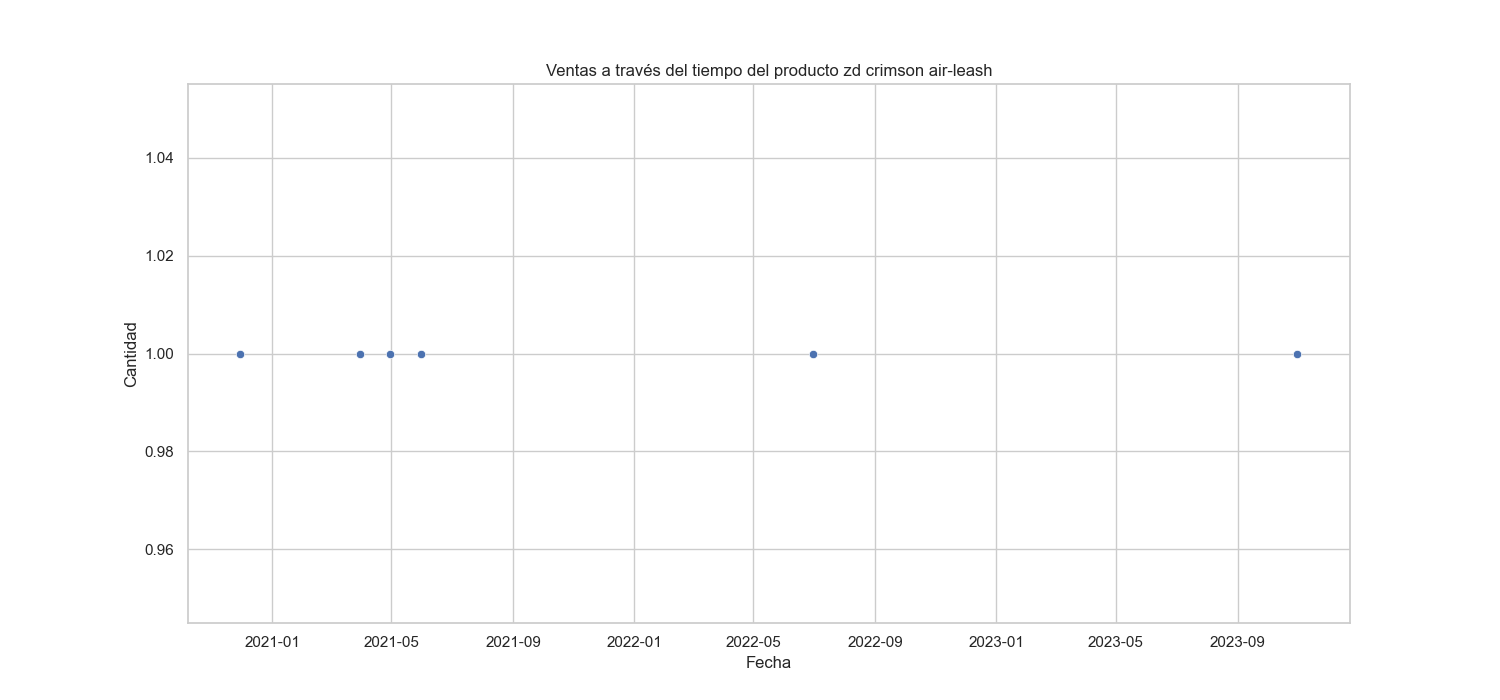 Ventas a través del tiempo del producto zd crimson air-leash
1.04
1.02
1.00
0.98
0.96
Cantidad
2021-01 2021-05 2021-09 2022-01 2022-05 2022-09 2023-01 2023-05 2023-09
Fecha